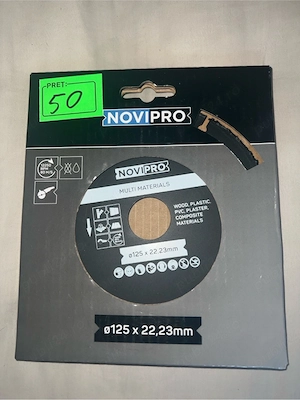 PRET:
50
NOVIPRO
NOVIPRO
MULTI MATERIALS
WOOD, PLASTIC,
PVC, PLASTER,
COMPOSITE
MATERIALS
ø125 x 22,23mm
ø125 x 22,23mm